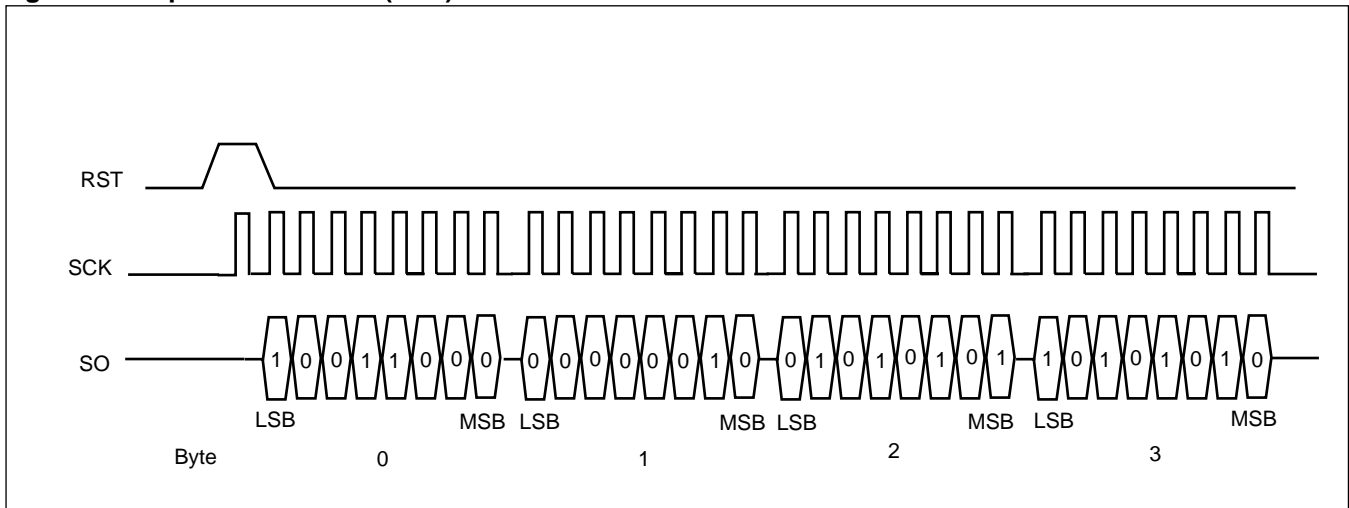 RST
SCK
SO 1 0 0 1 1 0 0 0 0 0 0 0 0 0 1 0 0 1 0 1 0 1 0 1 1 0 1 0 1 0 1 0
LSB MSB LSB MSB LSB MSB LSB MSB
Byte 0 1 2 3